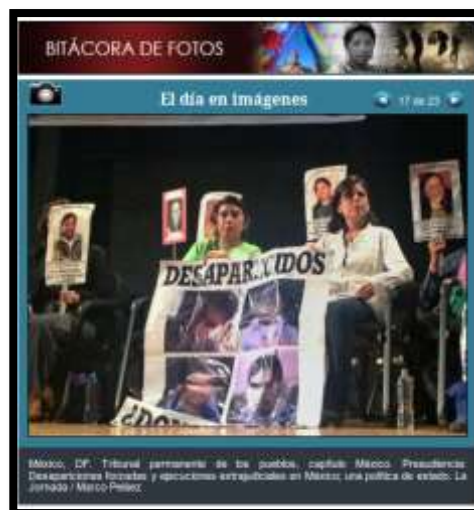 BITÁCORA DE FOTOS
El día en imágenes
17 de 23
DESAPARECIDOS
¿DÓN
México, DF. Tribunal permanente de los pueblos, capítulo México. Preaudiencia:
Desapariciones forzadas y ejecuciones extrajudiciales en México; una política de estado. La
Jornada / Marco Peláez